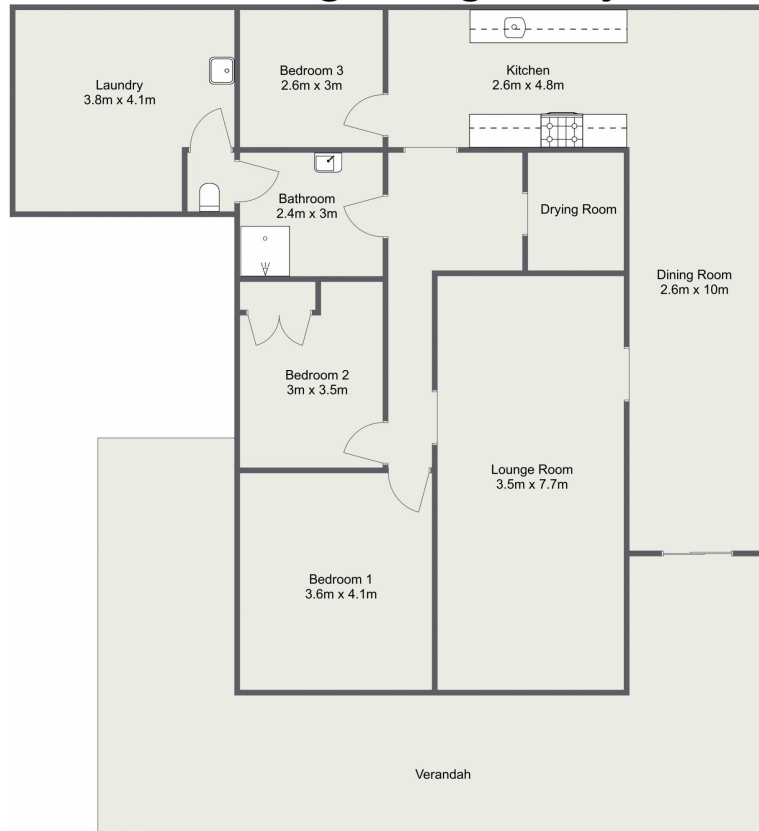 Laundry
3.8m x 4.1m
Bedroom 3
2.6m x 3m
Kitchen
2.6m x 4.8m
Bathroom
2.4m x 3m
Drying Room
Dining Room
2.6m x 10m
Bedroom 2
3m x 3.5m
Lounge Room
3.5m x 7.7m
Bedroom 1
3.6m x 4.1m
Verandah